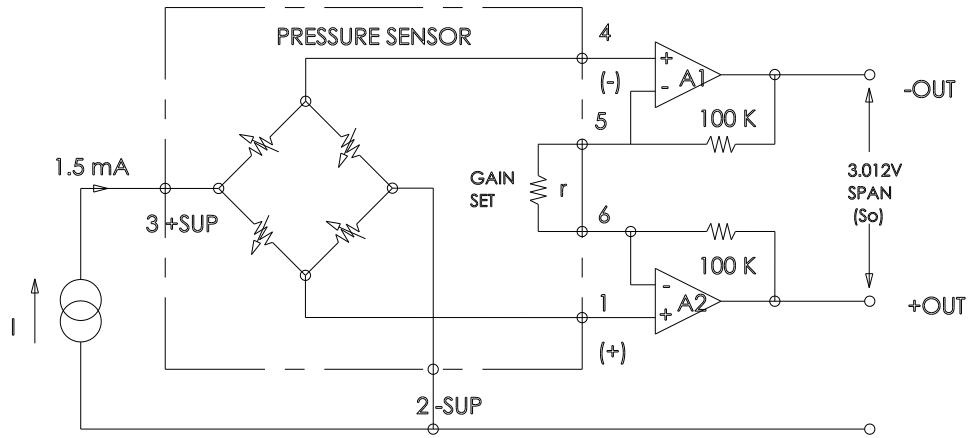 PRESSURE SENSOR
4
(-)
+
A1
-
-OUT
5
100 K
1.5 mA
GAIN
SET
r
3.012V
SPAN
(So)
3 +SUP
6
100 K
-
A2
+
1
(+)
+OUT
I
2 -SUP